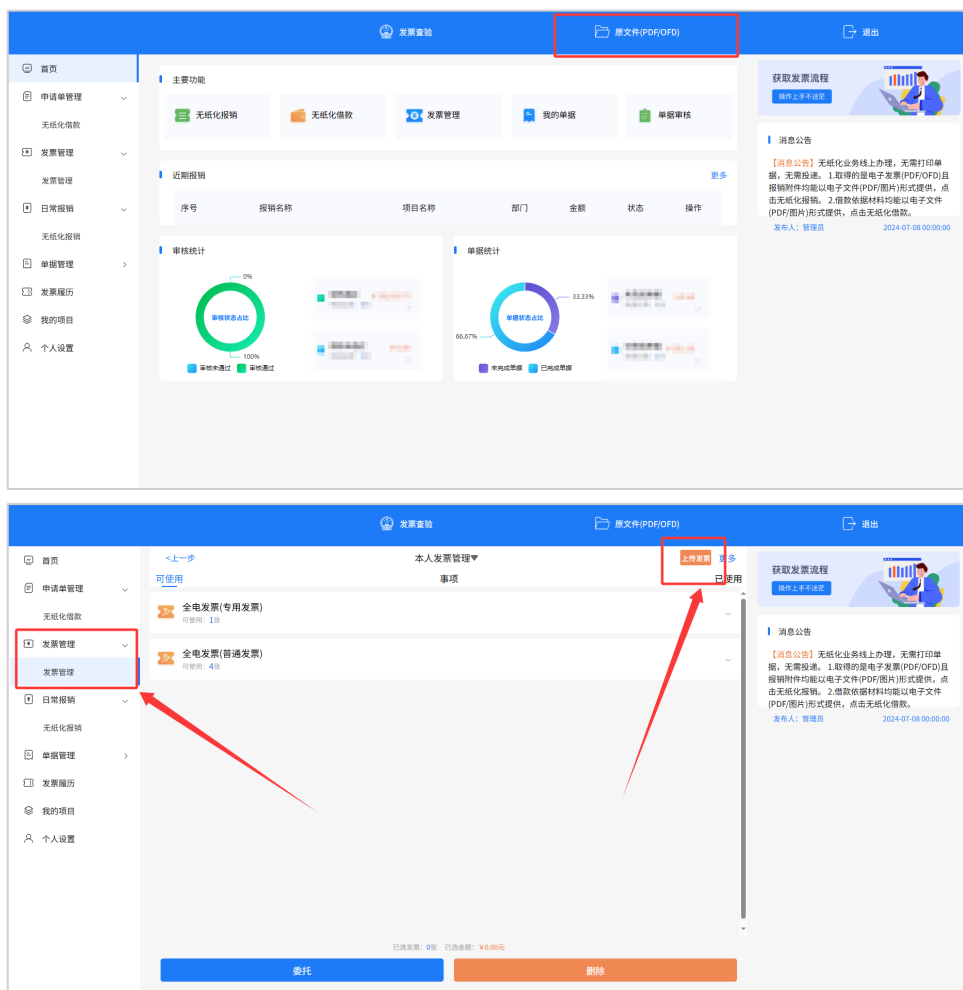 发票查验
原文件(PDF/OFD)
退出
首页
申请单管理
无纸化借款
发票管理
发票管理
日常报销
无纸化报销
单据管理
发票履历
我的项目
个人设置
主要功能
无纸化报销
无纸化借款
发票管理
我的单据
单据审核
近期报销
更多
序号 报销名称 项目名称 部门 金额 状态 操作
审核统计
0%
审核状态占比
100%
审核未通过 审核通过
单据统计
33.33%
单据状态占比
66.67%
未完成单据 已完成单据
获取发票流程
操作上手不迷茫
消息公告
【消息公告】无纸化业务线上办理，无需打印单
据，无需投递。 1.取得的是电子发票(PDF/OFD)且
报销附件均能以电子文件(PDF/图片)形式提供，点
击无纸化报销。 2.借款依据材料均能以电子文件
(PDF/图片)形式提供，点击无纸化借款。
发布人：管理员 2024-07-08 00:00:00
发票查验
原文件(PDF/OFD)
退出
首页
申请单管理
无纸化借款
发票管理
发票管理
日常报销
无纸化报销
单据管理
发票履历
我的项目
个人设置
<上一步 本人发票管理▼ 上传发票 更多
可使用 事项 已使用
全电发票(专用发票)
可使用：1张
全电发票(普通发票)
可使用：4张
已选发票：0张 已选金额：￥0.00元
委托 删除
获取发票流程
操作上手不迷茫
消息公告
【消息公告】无纸化业务线上办理，无需打印单
据，无需投递。 1.取得的是电子发票(PDF/OFD)且
报销附件均能以电子文件(PDF/图片)形式提供，点
击无纸化报销。 2.借款依据材料均能以电子文件
(PDF/图片)形式提供，点击无纸化借款。
发布人：管理员 2024-07-08 00:00:00